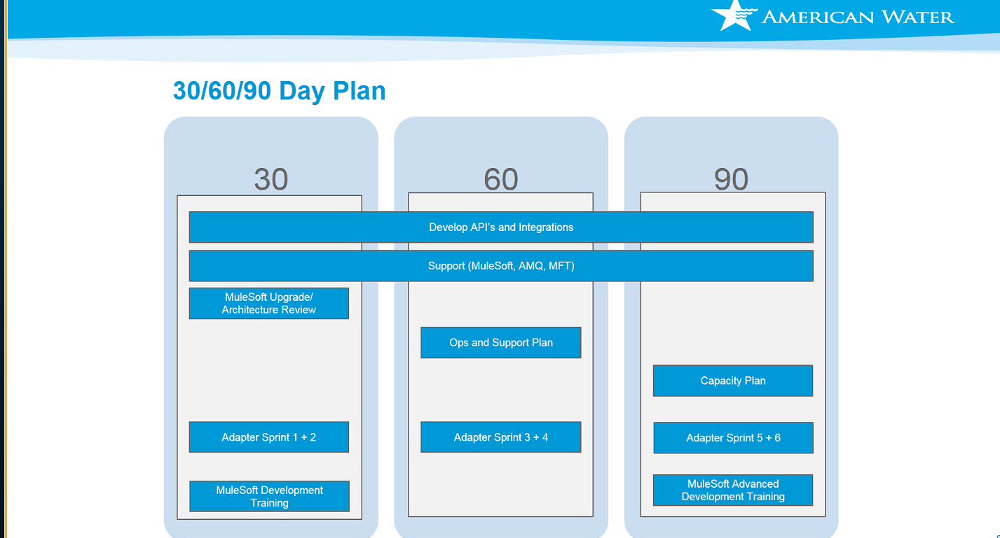 AMERICAN WATER
30/60/90 Day Plan
30
60
90
Develop API's and Integrations
Support (MuleSoft, AMQ, MFT)
MuleSoft Upgrade/
Architecture Review
Ops and Support Plan
Capacity Plan
Adapter Sprint 1 + 2
Adapter Sprint 3 + 4
Adapter Sprint 5 + 6
MuleSoft Development
Training
MuleSoft Advanced
Development Training